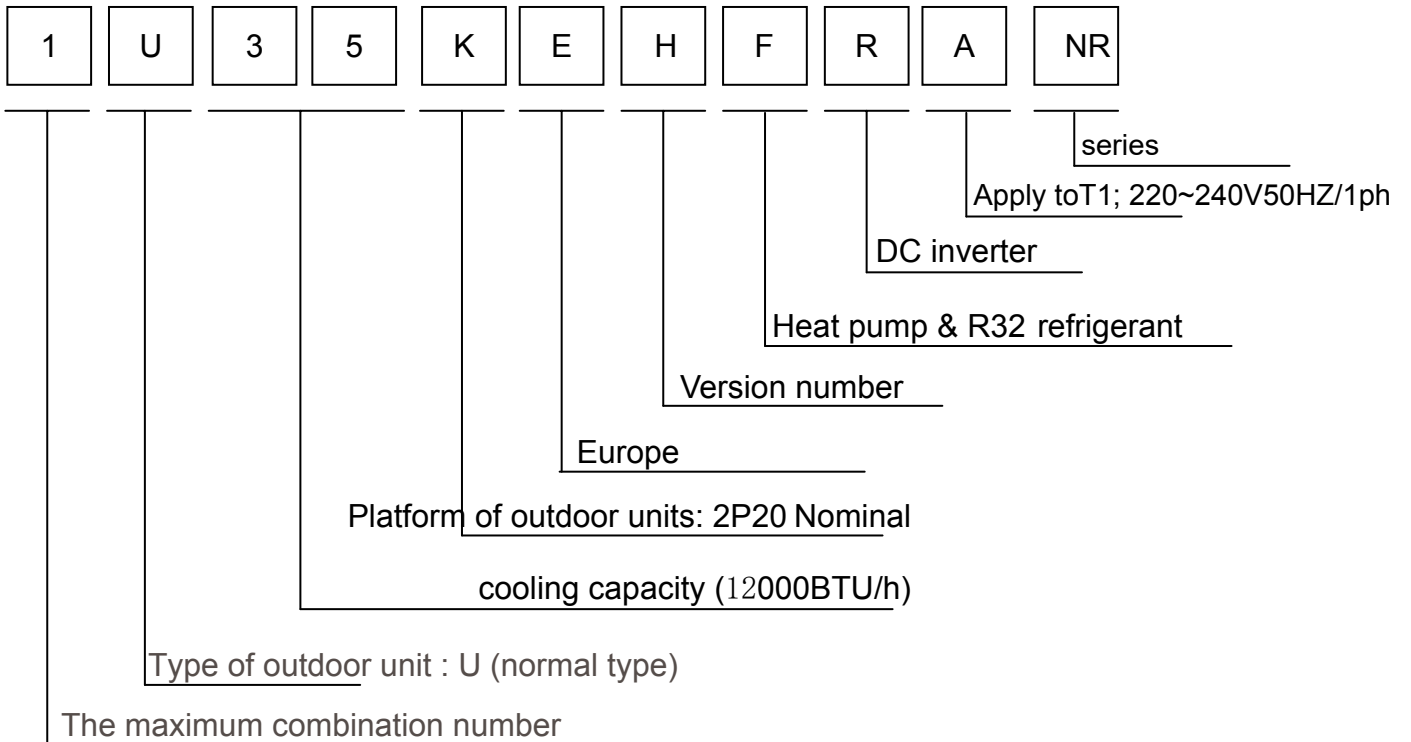 1 U 3 5 K E H F R A NR
series
Apply toT1; 220~240V50HZ/1ph
DC inverter
Heat pump & R32 refrigerant
Version number
Europe
Platform of outdoor units: 2P20 Nominal
cooling capacity (12000BTU/h)
Type of outdoor unit : U (normal type)
The maximum combination number